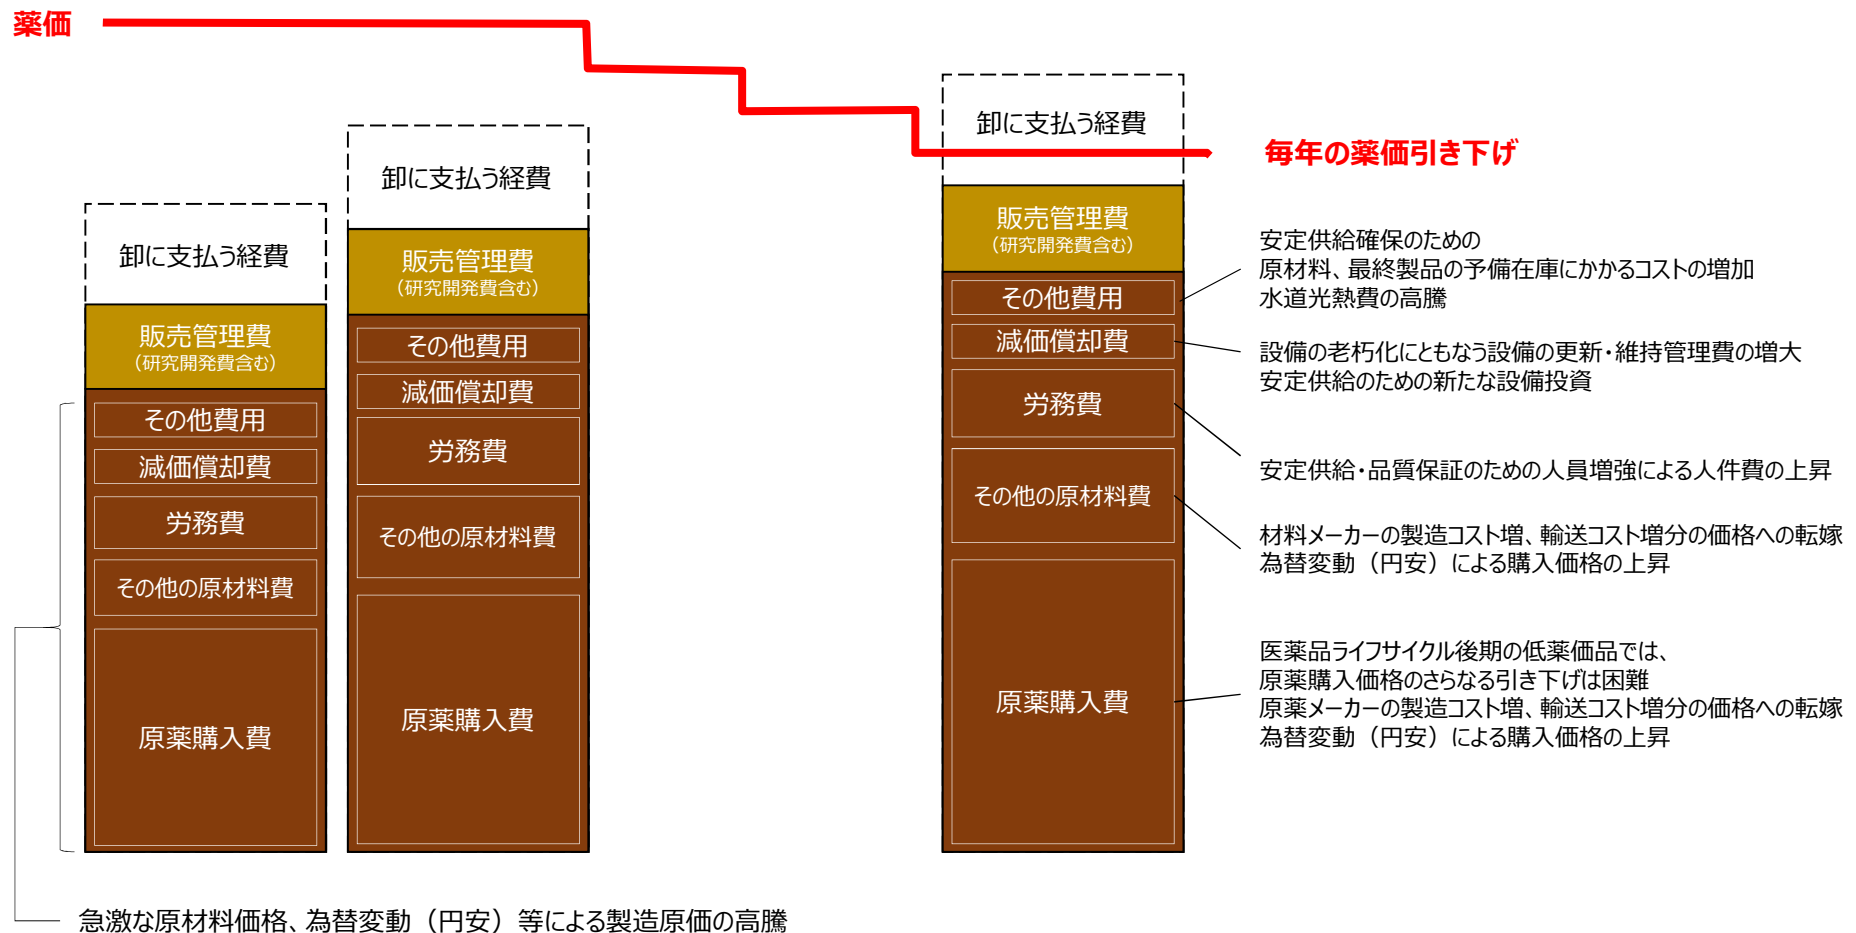 薬価
卸に支払う経費
販売管理費
（研究開発費含む）
その他費用
減価償却費
労務費
その他の原材料費
原薬購入費
卸に支払う経費
販売管理費
（研究開発費含む）
その他費用
減価償却費
労務費
その他の原材料費
原薬購入費
卸に支払う経費
販売管理費
（研究開発費含む）
その他費用
減価償却費
労務費
その他の原材料費
原薬購入費
毎年の薬価引き下げ
安定供給確保のための
原材料、最終製品の予備在庫にかかるコストの増加
水道光熱費の高騰
設備の老朽化にともなう設備の更新・維持管理費の増大
安定供給のための新たな設備投資
安定供給・品質保証のための人員増強による人件費の上昇
材料メーカーの製造コスト増、輸送コスト増分の価格への転嫁
為替変動（円安）による購入価格の上昇
医薬品ライフサイクル後期の低薬価品では、
原薬購入価格のさらなる引き下げは困難
原薬メーカーの製造コスト増、輸送コスト増分の価格への転嫁
為替変動（円安）による購入価格の上昇
急激な原材料価格、為替変動（円安）等による製造原価の高騰